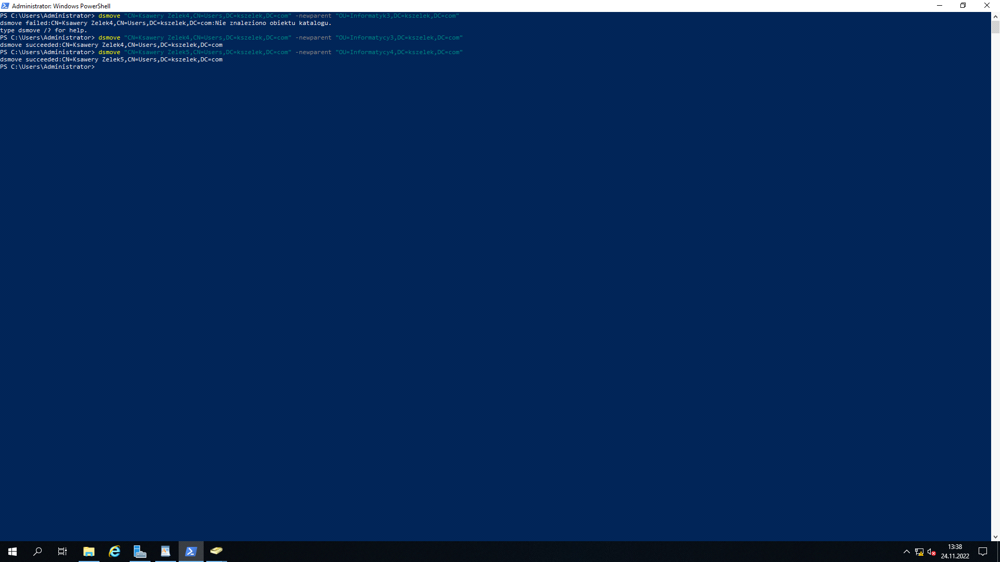 Administrator: Windows PowerShell
PS C:\Users\Administrator> dsmove "CN=Ksawery Zelek4,CN=Users,DC=kszelek,DC=com" -newparent "OU=Informatyk3,DC=kszelek,DC=com"
dsmove failed:CN=Ksawery Zelek4,CN=Users,DC=kszelek,DC=com:Nie znaleziono obiektu katalogu.
type dsmove /? for help.
PS C:\Users\Administrator> dsmove "CN=Ksawery Zelek4,CN=Users,DC=kszelek,DC=com" -newparent "OU=Informatycy3,DC=kszelek,DC=com"
dsmove succeeded:CN=Ksawery Zelek4,CN=Users,DC=kszelek,DC=com
PS C:\Users\Administrator> dsmove "CN=Ksawery Zelek5,CN=Users,DC=kszelek,DC=com" -newparent "OU=Informatycy4,DC=kszelek,DC=com"
dsmove succeeded:CN=Ksawery Zelek5,CN=Users,DC=kszelek,DC=com
PS C:\Users\Administrator>
13:38
24.11.2022